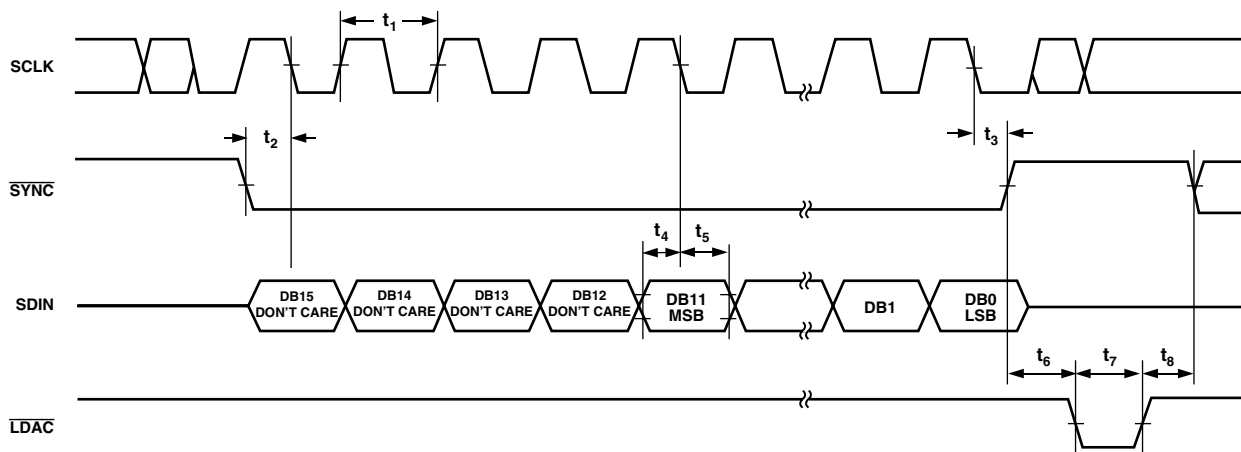 t1
SCLK
t2
t3
SYNC
t4
t5
SDIN
DB15
DON'T CARE
DB14
DON'T CARE
DB13
DON'T CARE
DB12
DON'T CARE
DB11
MSB
DB1
DB0
LSB
t6
t7
t8
LDAC